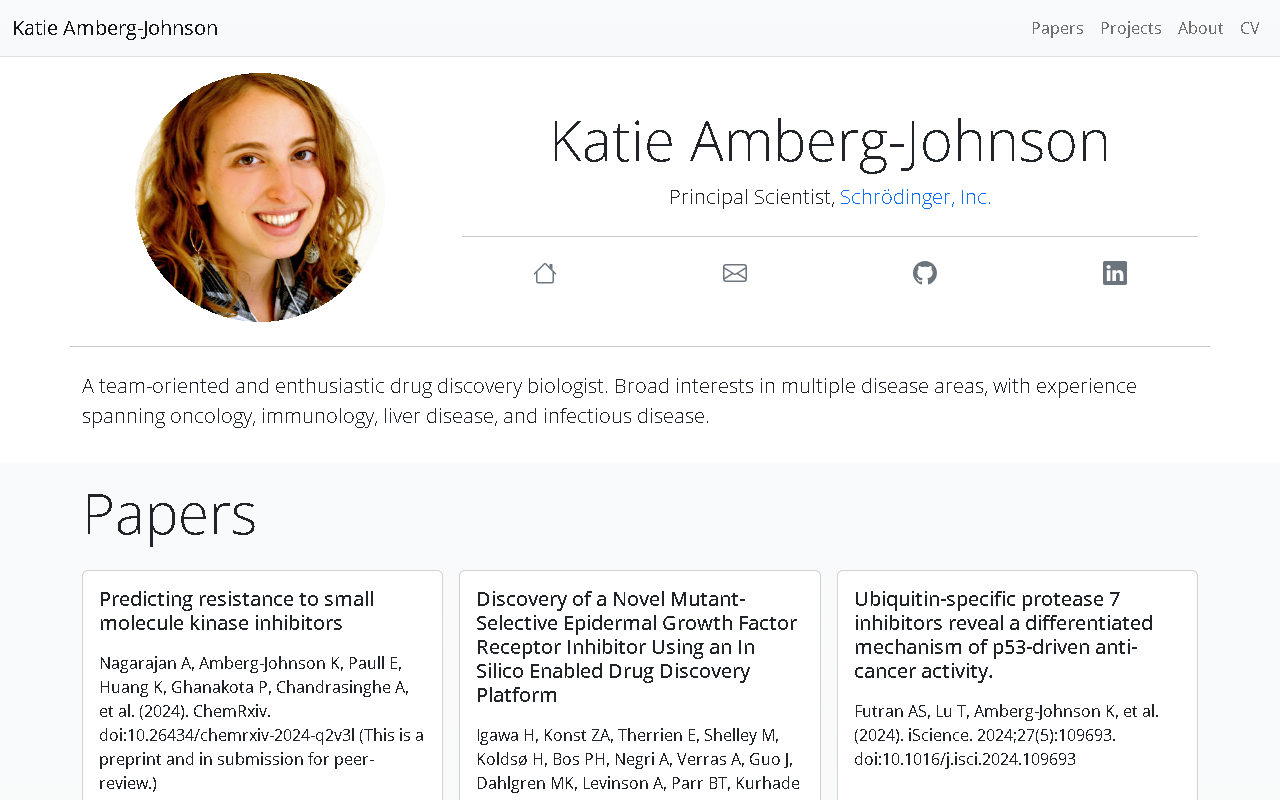 Katie Amberg-Johnson
Papers
Projects
About
CV
Katie Amberg-Johnson
Principal Scientist, Schrödinger, Inc.
A team-oriented and enthusiastic drug discovery biologist. Broad interests in multiple disease areas, with experience
spanning oncology, immunology, liver disease, and infectious disease.
Papers
Predicting resistance to small
molecule kinase inhibitors
Nagarajan A, Amberg-Johnson K, Paull E,
Huang K, Ghanakota P, Chandrasinghe A,
et al. (2024). ChemRxiv.
doi:10.26434/chemrxiv-2024-q2v3l (This is a
preprint and in submission for peer-
review.)
Discovery of a Novel Mutant-
Selective Epidermal Growth Factor
Receptor Inhibitor Using an In
Silico Enabled Drug Discovery
Platform
Igawa H, Konst ZA, Therrien E, Shelley M,
Koldsø H, Bos PH, Negri A, Verras A, Guo J,
Dahlgren MK, Levinson A, Parr BT, Kurhade
Ubiquitin-specific protease 7
inhibitors reveal a differentiated
mechanism of p53-driven anti-
cancer activity.
Futran AS, Lu T, Amberg-Johnson K, et al.
(2024). iScience. 2024;27(5):109693.
doi:10.1016/j.isci.2024.109693